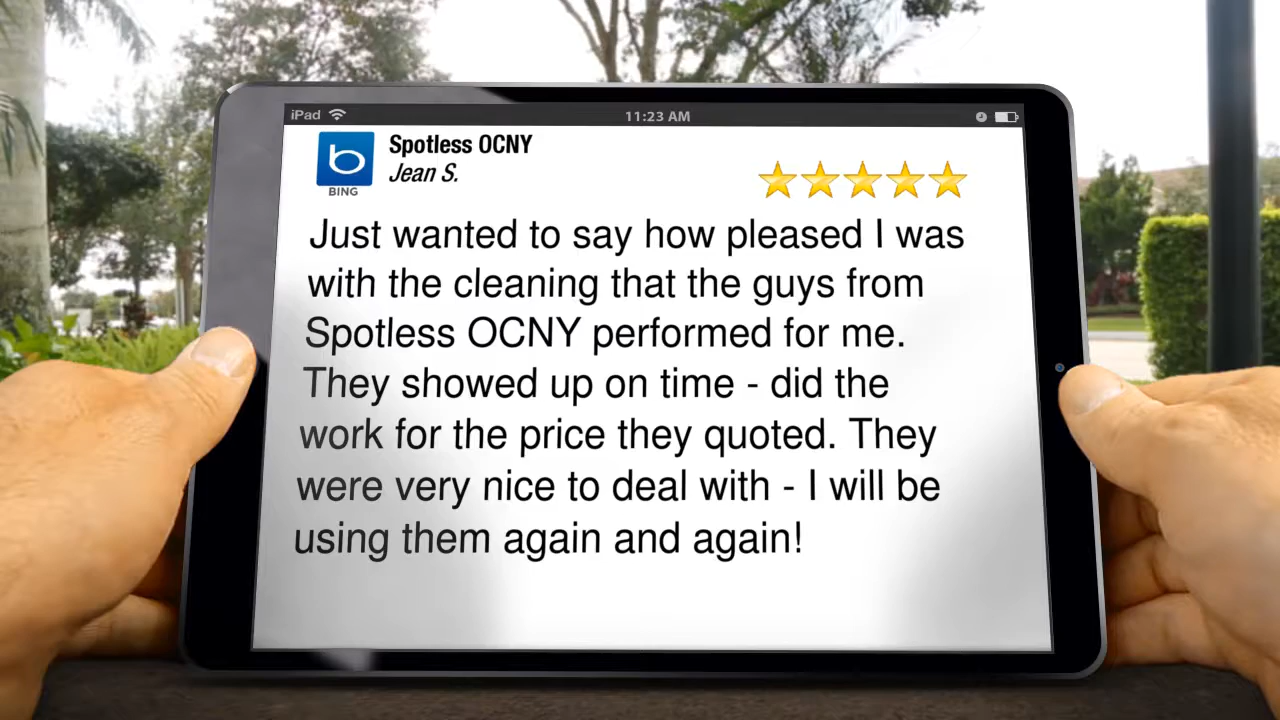 iPad 11:23 AM
b
BING
Spotless OCNY
Jean S.
Just wanted to say how pleased I was
with the cleaning that the guys from
Spotless OCNY performed for me.
They showed up on time - did the
work for the price they quoted. They
were very nice to deal with - I will be
using them again and again!